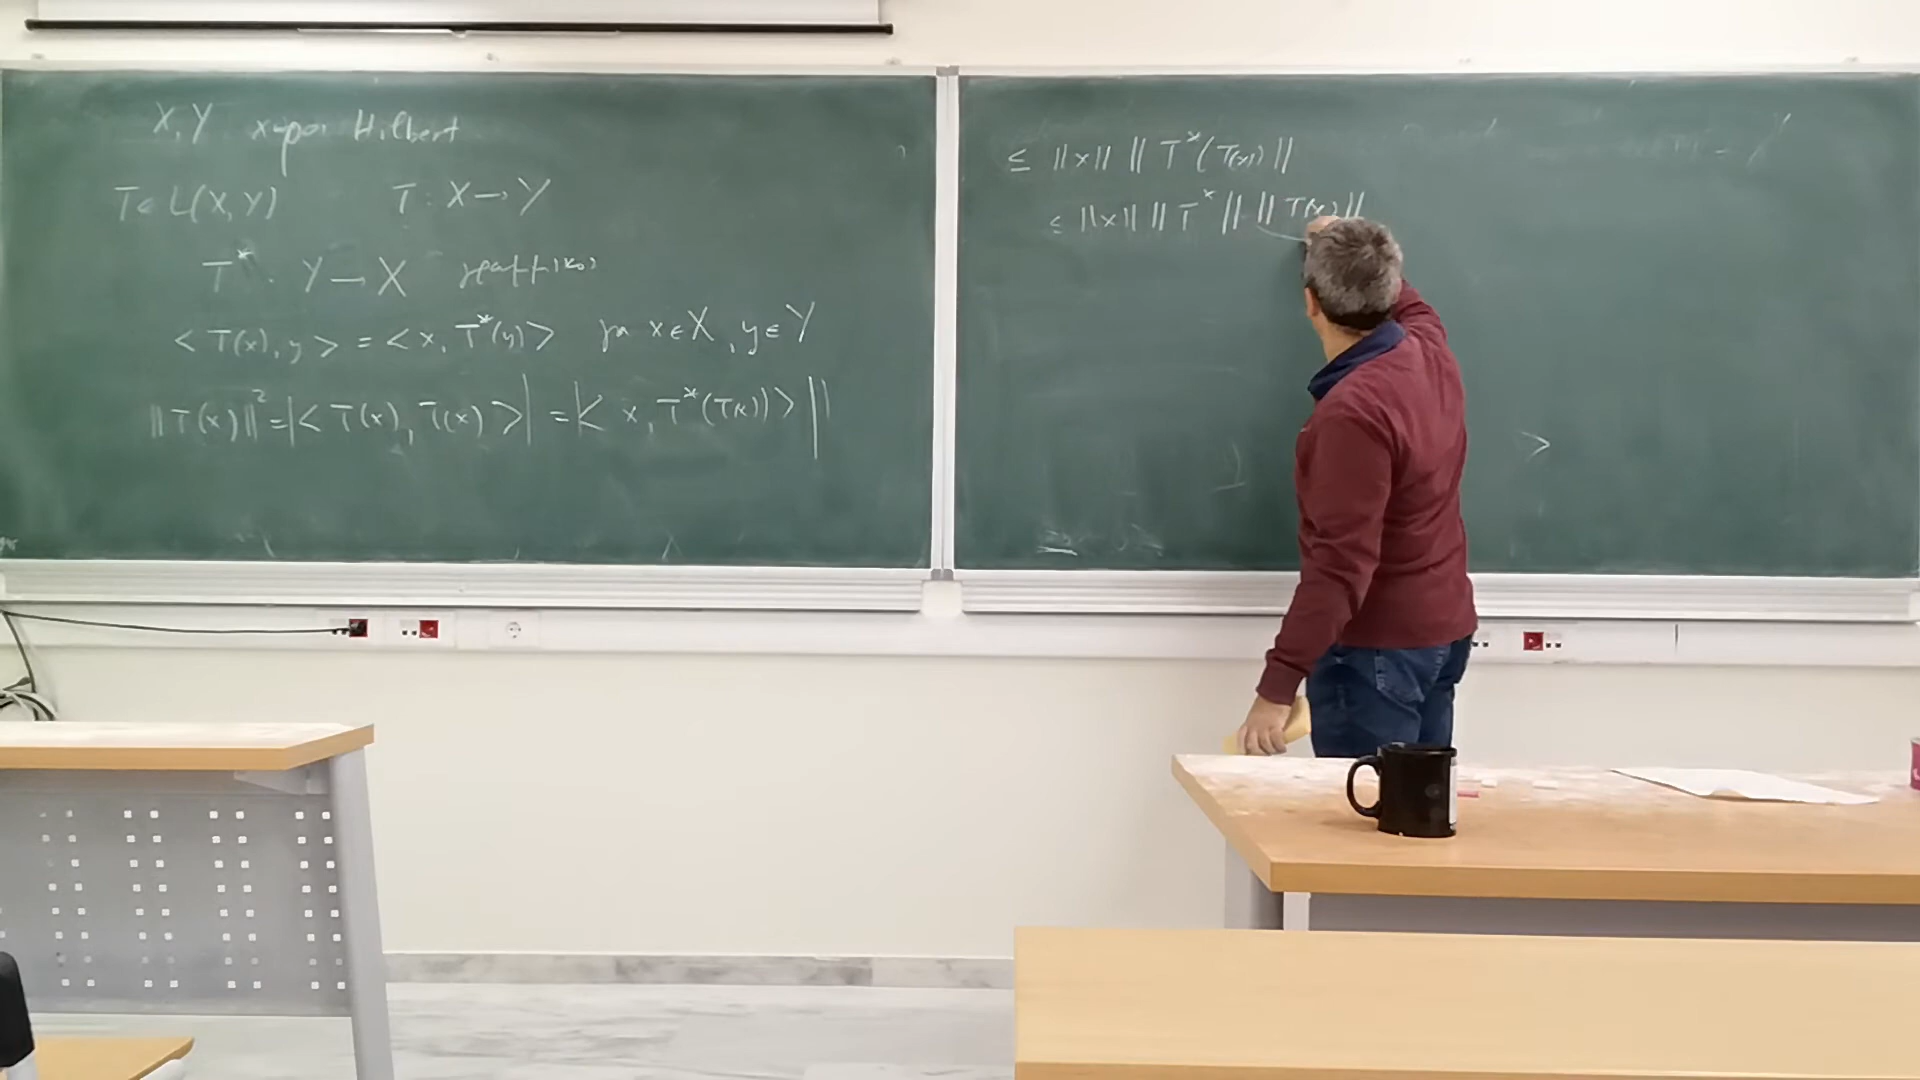 X, Y χώροι Hilbert
T ∈ L(X, Y) T : X → Y
T* : Y → X γραμμικός
< T(x), y > = < x, T*(y) > για x ∈ X, y ∈ Y
||T(x)||² = |< T(x), T(x) >| = |< x, T*(T(x)) >||
≤ ||x|| ||T*(T(x))||
≤ ||x|| ||T*|| ||T(x)||